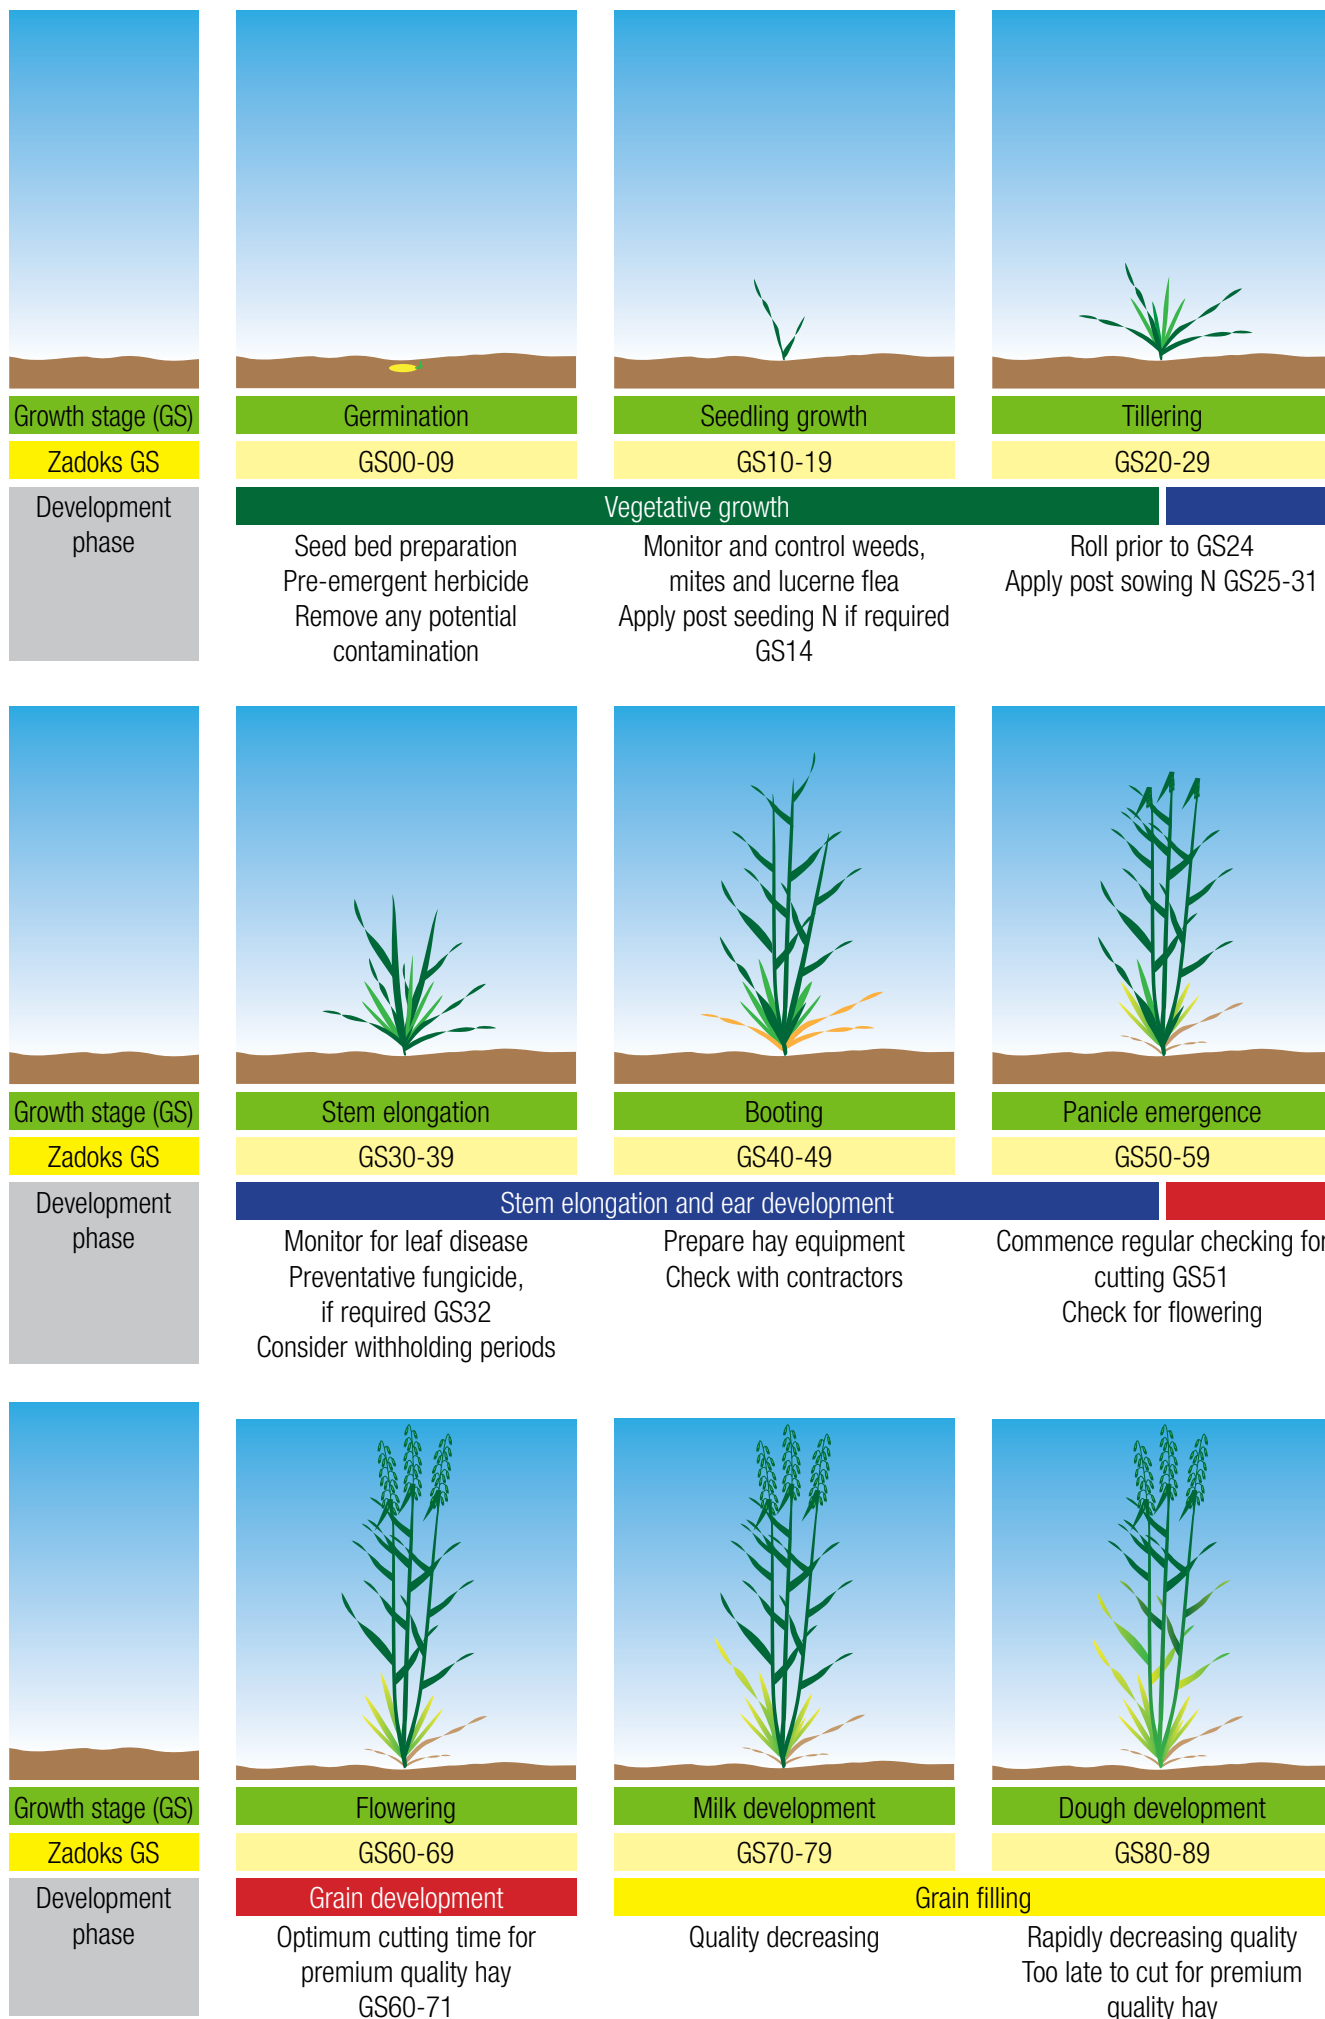 Growth stage (GS) Germination Seedling growth Tillering
Zadoks GS GS00-09 GS10-19 GS20-29
Development phase Vegetative growth
Seed bed preparation
Pre-emergent herbicide
Remove any potential
contamination
Monitor and control weeds,
mites and lucerne flea
Apply post seeding N if required
GS14
Roll prior to GS24
Apply post sowing N GS25-31
Growth stage (GS) Stem elongation Booting Panicle emergence
Zadoks GS GS30-39 GS40-49 GS50-59
Development phase Stem elongation and ear development
Monitor for leaf disease
Preventative fungicide,
if required GS32
Consider withholding periods
Prepare hay equipment
Check with contractors
Commence regular checking for
cutting GS51
Check for flowering
Growth stage (GS) Flowering Milk development Dough development
Zadoks GS GS60-69 GS70-79 GS80-89
Development phase Grain development Grain filling
Optimum cutting time for
premium quality hay
GS60-71
Quality decreasing
Rapidly decreasing quality
Too late to cut for premium
quality hay